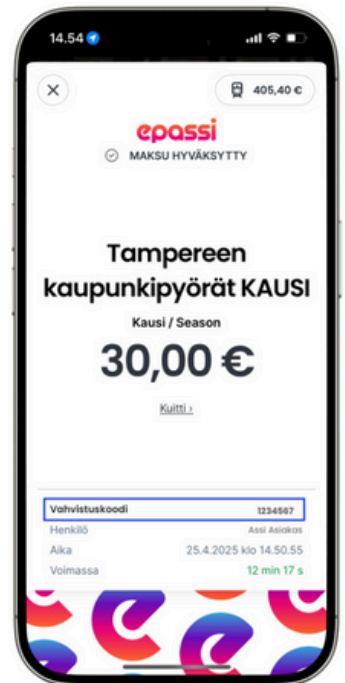 14.54
405,40 €
epassi
MAKSU HYVÄKSYTTY
Tampereen
kaupunkipyörät KAUSI
Kausi / Season
30,00 €
Kuitti ›
Vahvistuskoodi 1234567
Henkilö Assi Asiakas
Aika 25.4.2025 klo 14.50.55
Voimassa 12 min 17 s